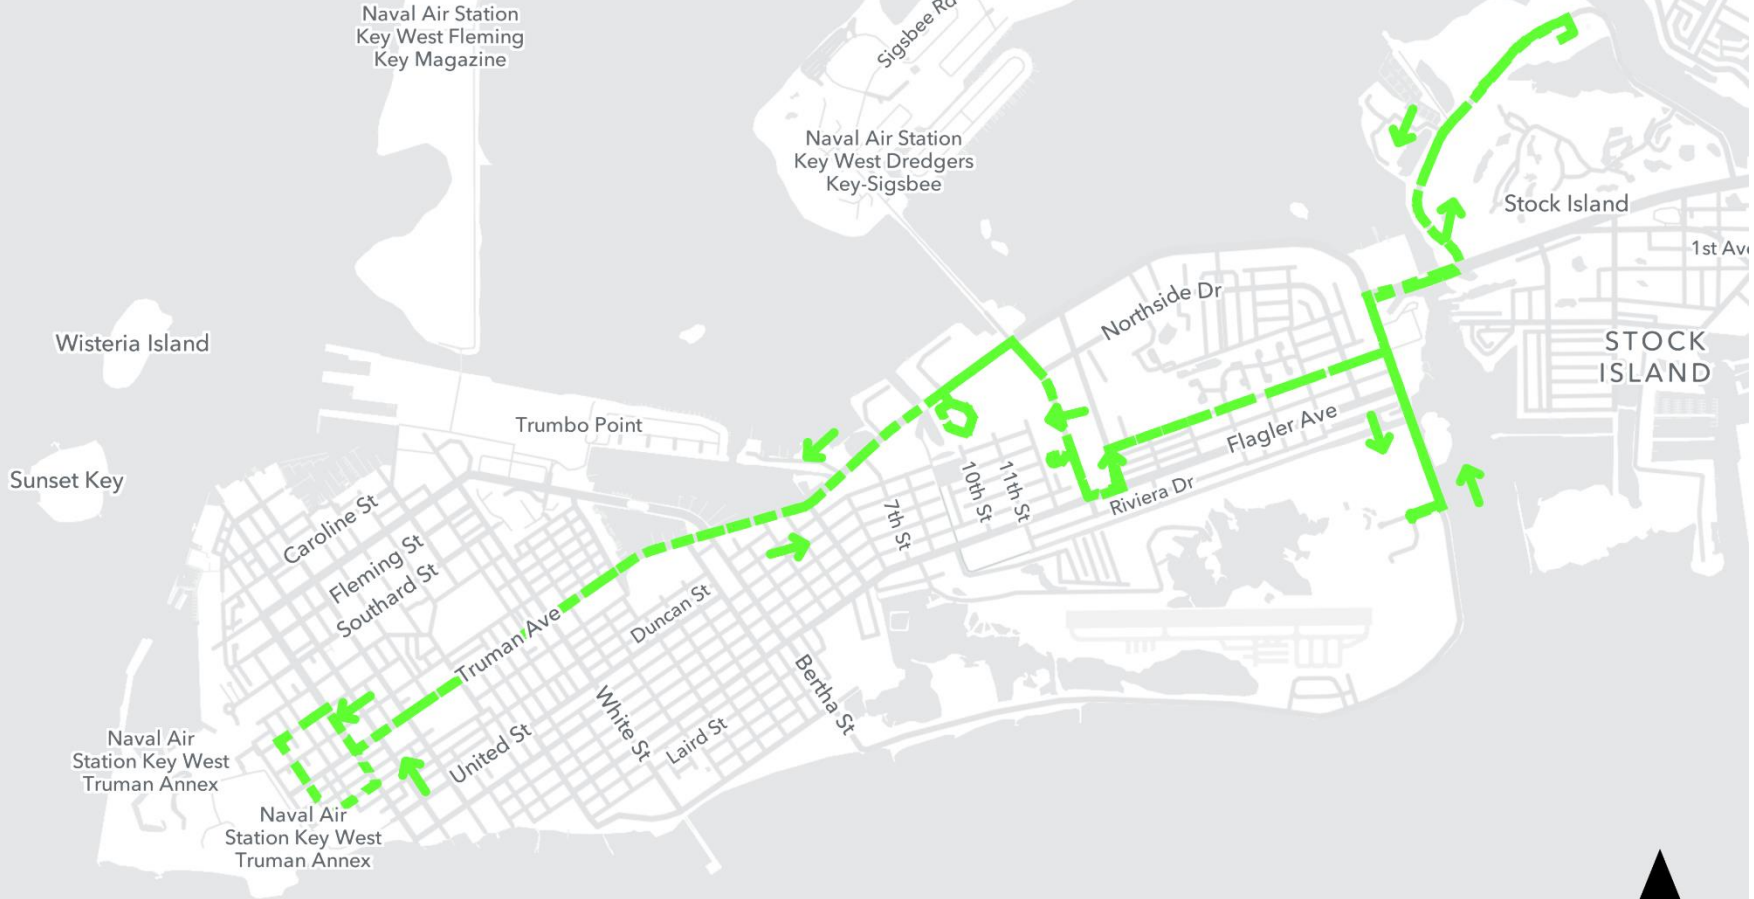 Naval Air Station
Key West Fleming
Key Magazine
Sigsbee Rd
Naval Air Station
Key West Dredgers
Key-Sigsbee
Stock Island
1st Ave
Northside Dr
Wisteria Island
STOCK
ISLAND
Trumbo Point
Flagler Ave
Sunset Key
10th St
11th St
Riviera Dr
7th St
Caroline St
Fleming St
Southard St
Duncan St
Truman Ave
Bertha St
White St
Laird St
United St
Naval Air
Station Key West
Truman Annex
Naval Air
Station Key West
Truman Annex